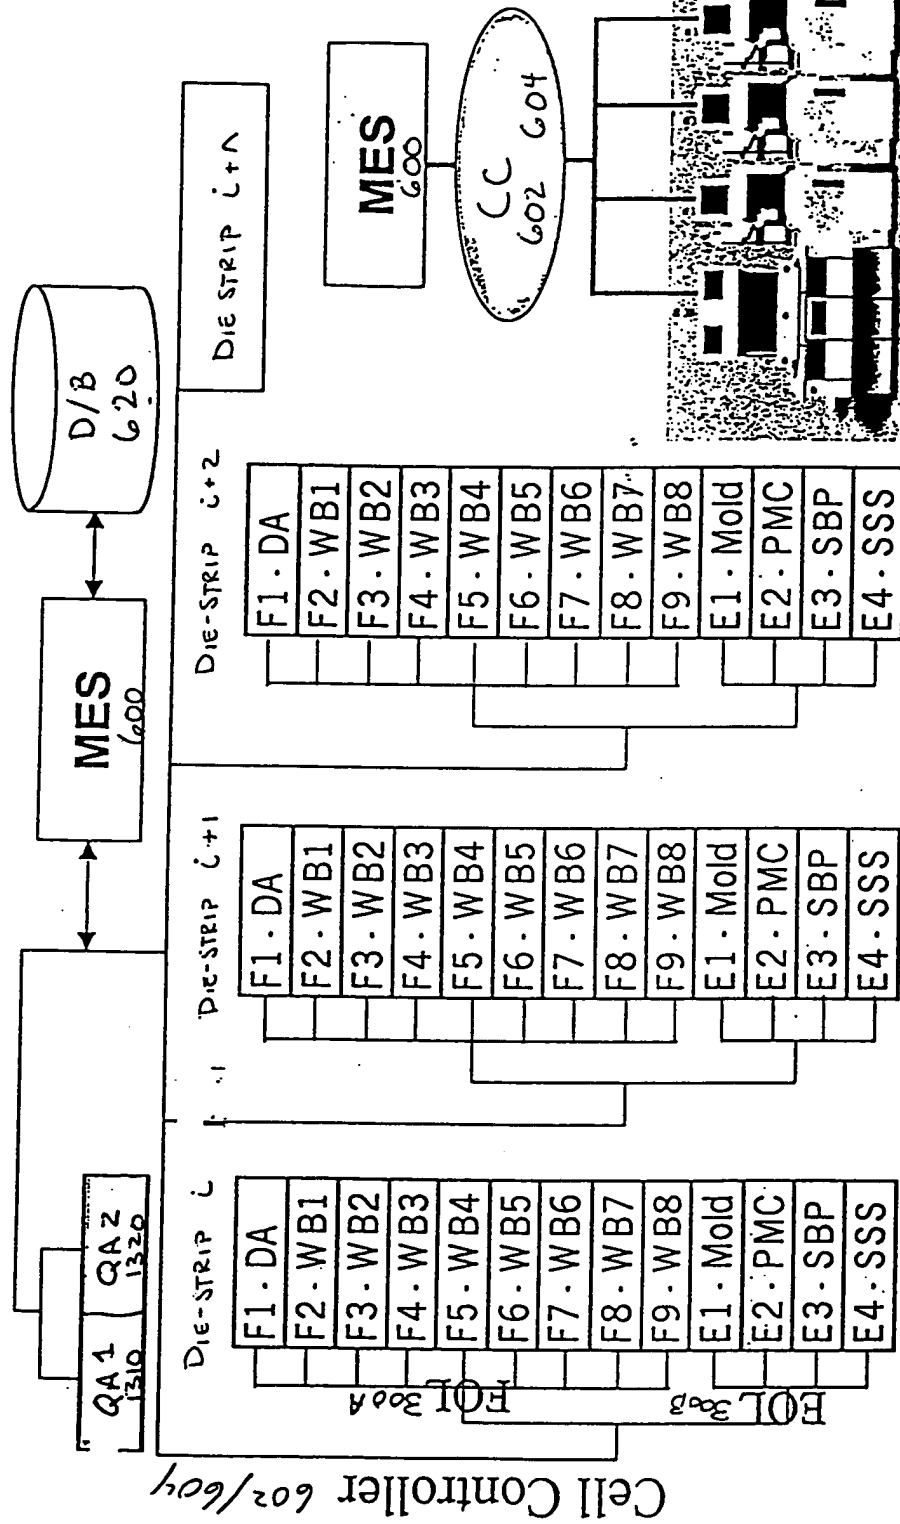 QA1
1310
QA2
1320
MES
600
D/B
620
Cell Controller 602/604
DIE-STRIP i
F1·DA
F2·WB1
F3·WB2
F4·WB3
F5·WB4
F6·WB5
F7·WB6
F8·WB7
F9·WB8
E1·Mold
E2·PMC
E3·SBP
E4·SSS
FOL 300A
EOL 300B
DIE-STRIP i+1
F1·DA
F2·WB1
F3·WB2
F4·WB3
F5·WB4
F6·WB5
F7·WB6
F8·WB7
F9·WB8
E1·Mold
E2·PMC
E3·SBP
E4·SSS
DIE-STRIP i+2
F1·DA
F2·WB1
F3·WB2
F4·WB3
F5·WB4
F6·WB5
F7·WB6
F8·WB7
F9·WB8
E1·Mold
E2·PMC
E3·SBP
E4·SSS
DIE STRIP i+n
MES
600
CC
602 604